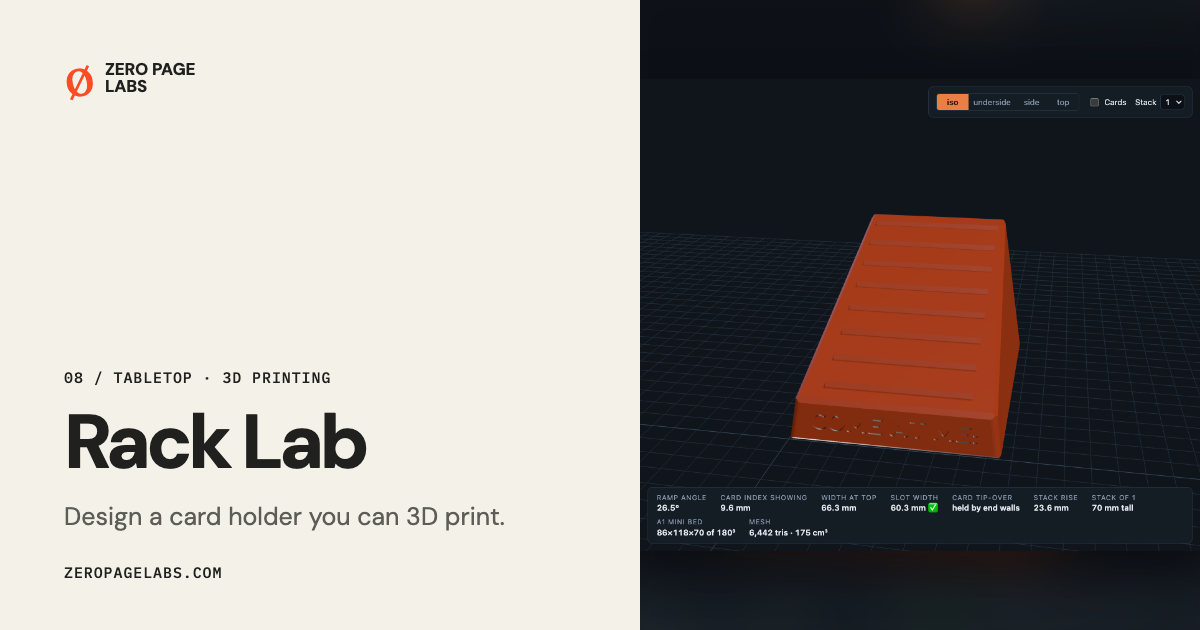 ZERO PAGE
LABS
08 / TABLETOP · 3D PRINTING
Rack Lab
Design a card holder you can 3D print.
ZEROPAGELABS.COM
iso underside side top Cards Stack 1
RAMP ANGLE CARD INDEX SHOWING WIDTH AT TOP SLOT WIDTH CARD TIP-OVER STACK RISE STACK OF 1
26.5° 9.6 mm 66.3 mm 60.3 mm ✅ held by end walls 23.6 mm 70 mm tall
A1 MINI BED MESH
86×118×70 of 180³ 6,442 tris · 175 cm³